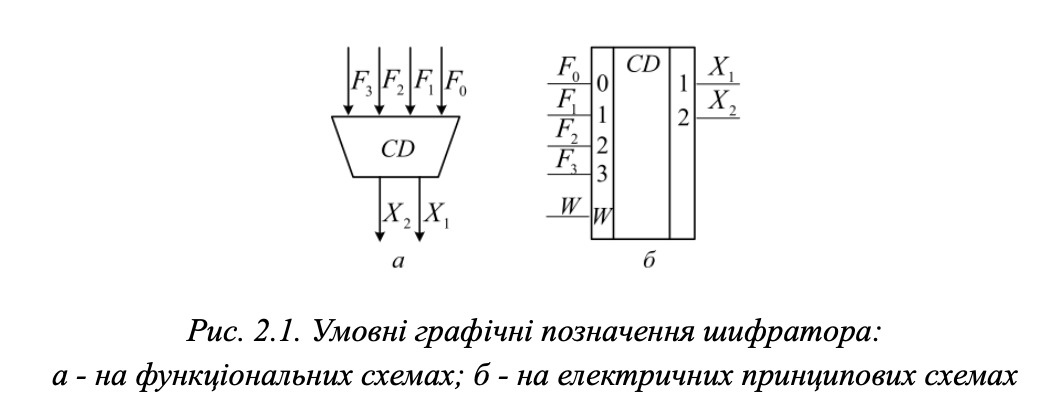 F₃ F₂ F₁ F₀
CD
X₂ X₁
а
F₀ 0 CD 1 X₁
F₁ 1 2 X₂
F₂ 2
F₃ 3
W W
б
Рис. 2.1. Умовні графічні позначення шифратора:
а - на функціональних схемах; б - на електричних принципових схемах